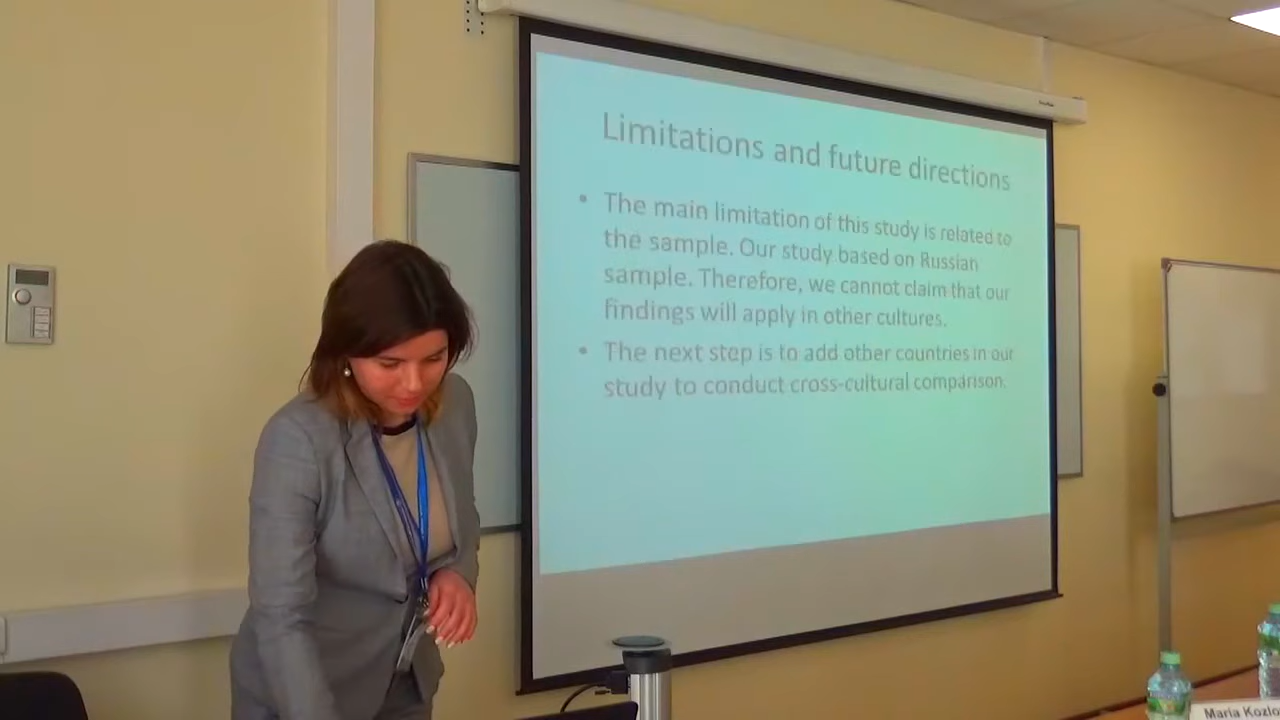 Limitations and future directions
• The main limitation of this study is related to
the sample. Our study based on Russian
sample. Therefore, we cannot claim that our
findings will apply in other cultures.
• The next step is to add other countries in our
study to conduct cross-cultural comparison.
Maria Kozlo